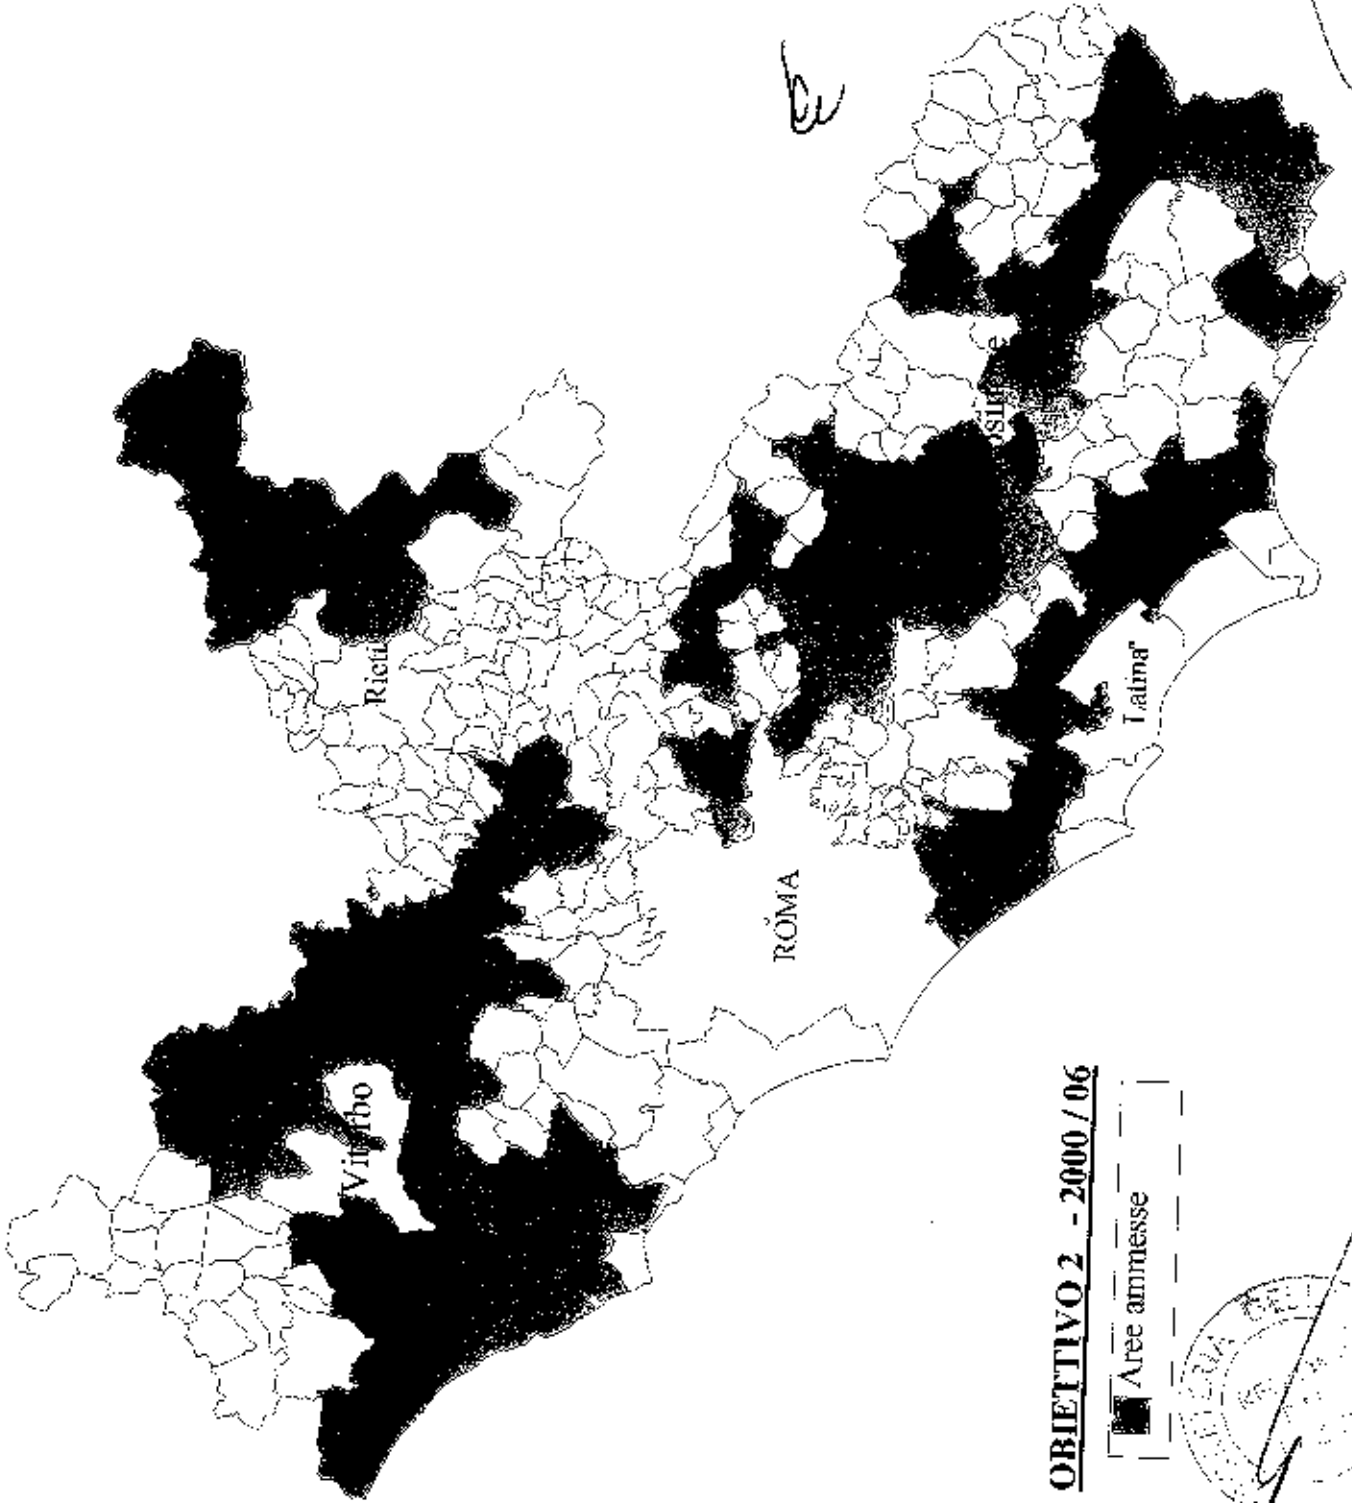 Rieti
Viterbo
ROMA
Latina
OBIETTIVO 2 - 2000 / 06
Aree ammesse